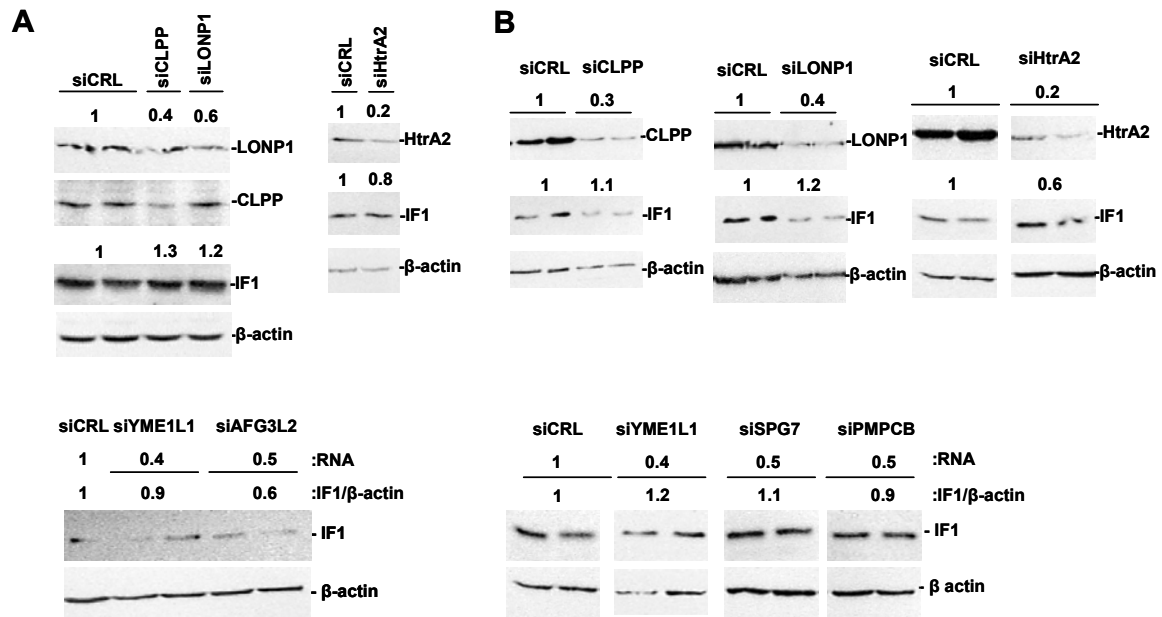 A
siCRL siCLPP siLONP1
1 0.4 0.6
-LONP1
-CLPP
1 1.3 1.2
-IF1
-β-actin
siCRL siHtrA2
1 0.2
-HtrA2
1 0.8
-IF1
-β-actin
siCRL siYME1L1 siAFG3L2
1 0.4 0.5 :RNA
1 0.9 0.6 :IF1/β-actin
- IF1
- β-actin
B
siCRL siCLPP
1 0.3
-CLPP
1 1.1
-IF1
-β-actin
siCRL siLONP1
1 0.4
-LONP1
1 1.2
-IF1
-β-actin
siCRL siHtrA2
1 0.2
-HtrA2
1 0.6
-IF1
-β-actin
siCRL siYME1L1 siSPG7 siPMPCB
1 0.4 0.5 0.5 :RNA
1 1.2 1.1 0.9 :IF1/β-actin
- IF1
- β actin